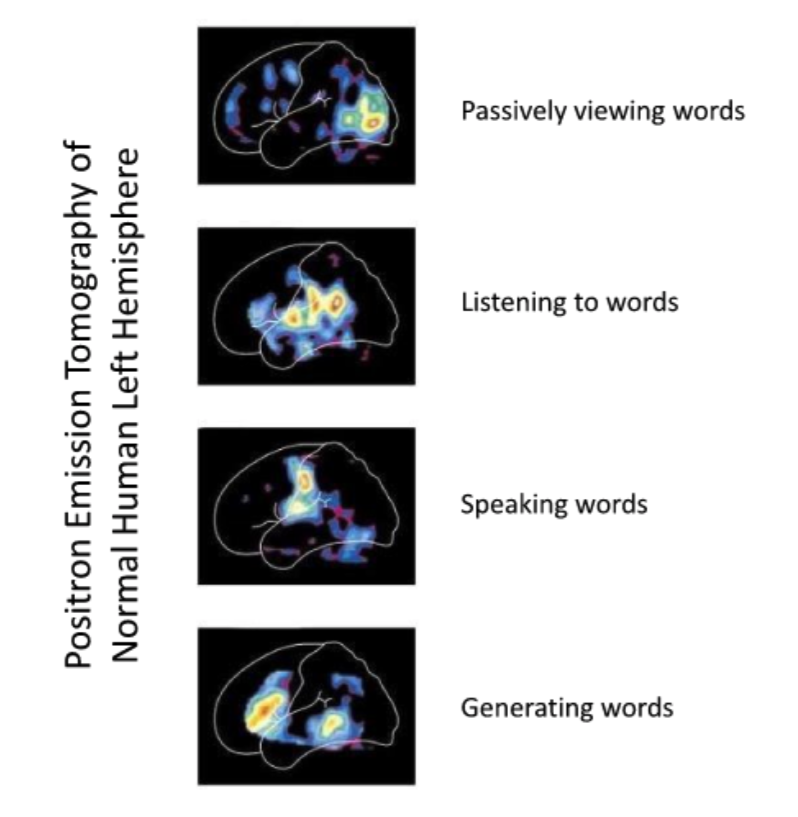 Positron Emission Tomography of
Normal Human Left Hemisphere
Passively viewing words
Listening to words
Speaking words
Generating words